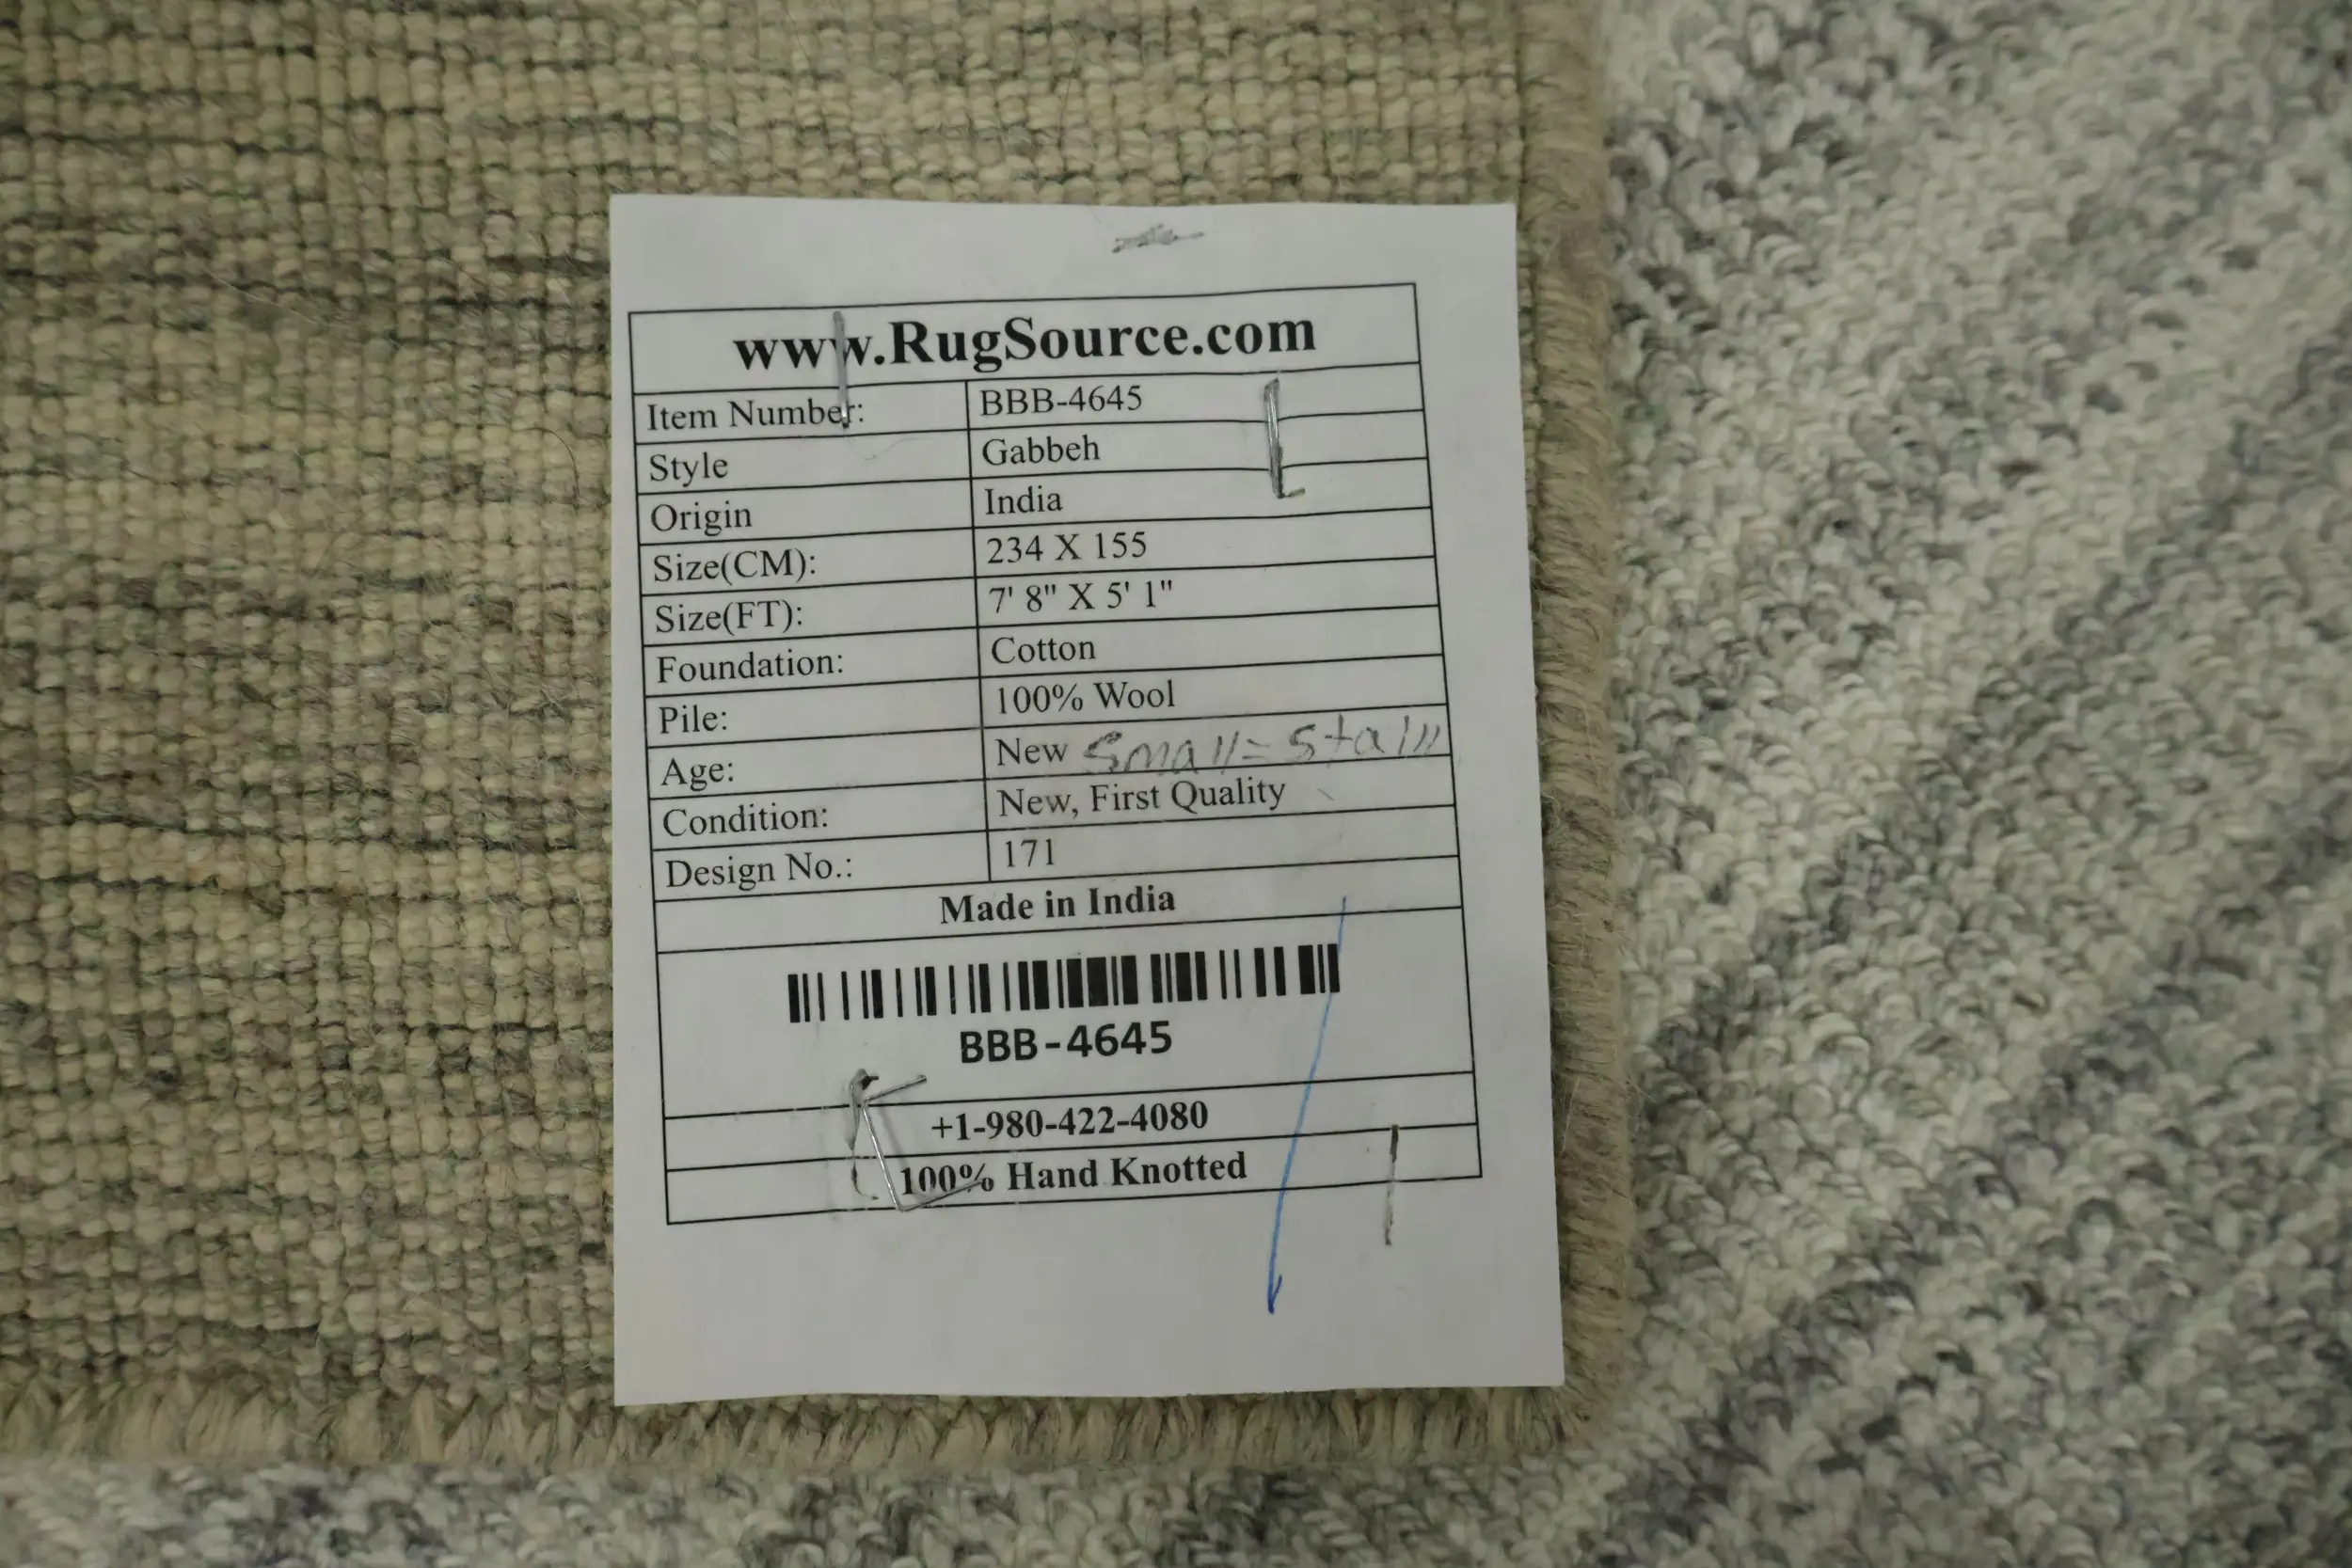 www.RugSource.com
Item Number: BBB-4645
Style Gabbeh
Origin India
Size(CM): 234 X 155
Size(FT): 7' 8" X 5' 1"
Foundation: Cotton
Pile: 100% Wool
Age: New Small=
Condition: New, First Quality
Design No.: 171
Made in India
BBB-4645
+1-980-422-4080
100% Hand Knotted